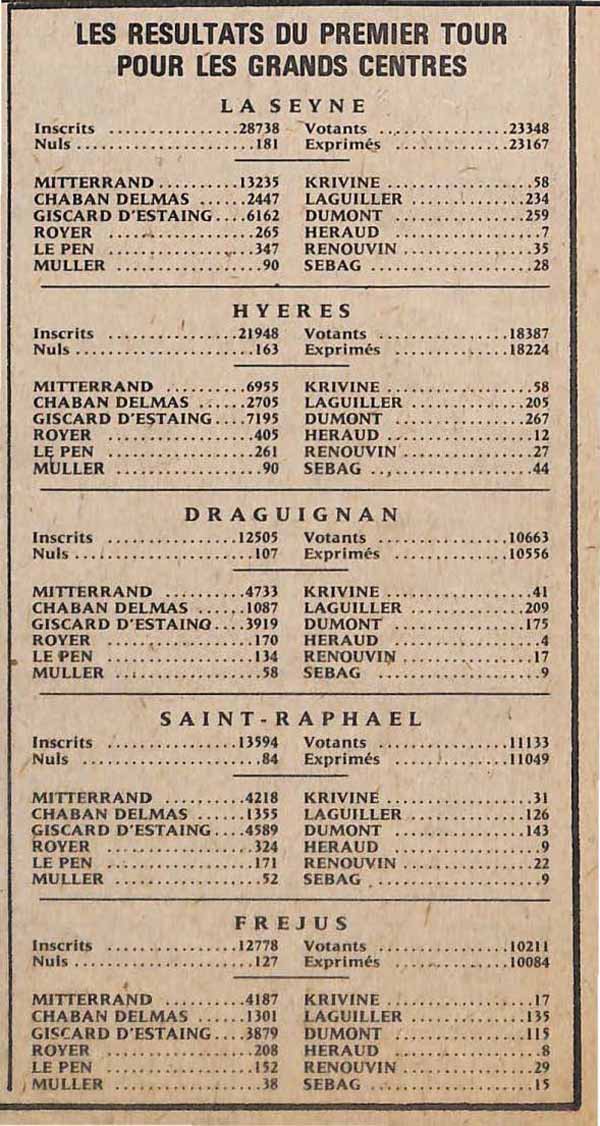 LES RESULTATS DU PREMIER TOUR
POUR LES GRANDS CENTRES
LA SEYNE
Inscrits ................28738 Votants ................23348
Nuls......................181 Exprimés ..............23167
MITTERRAND..........13235 KRIVINE ..................58
CHABAN DELMAS ......2447 LAGUILLER ..............234
GISCARD D'ESTAING....6162 DUMONT ................259
ROYER ..................265 HERAUD ..................7
LE PEN ..................347 RENOUVIN ................35
MULLER ..................90 SEBAG ....................28
HYERES
Inscrits ................21948 Votants ................18387
Nuls......................163 Exprimés ..............18224
MITTERRAND ..........6955 KRIVINE..................58
CHABAN DELMAS ......2705 LAGUILLER ..............205
GISCARD D'ESTAING....7195 DUMONT ................267
ROYER ..................405 HERAUD ..................12
LE PEN ..................261 RENOUVIN ................27
MULLER ..................90 SEBAG ....................44
DRAGUIGNAN
Inscrits ................12505 Votants ................10663
Nuls......................107 Exprimés ..............10556
MITTERRAND ..........4733 KRIVINE..................41
CHABAN DELMAS ......1087 LAGUILLER ..............209
GISCARD D'ESTAING....3919 DUMONT ................175
ROYER ..................170 HERAUD ..................4
LE PEN ..................134 RENOUVIN ................17
MULLER ..................58 SEBAG ....................9
SAINT-RAPHAEL
Inscrits ................13594 Votants ................11133
Nuls ......................84 Exprimés ..............11049
MITTERRAND ..........4218 KRIVINE..................31
CHABAN DELMAS ......1355 LAGUILLER ..............126
GISCARD D'ESTAING....4589 DUMONT ................143
ROYER ..................324 HERAUD ..................9
LE PEN ..................171 RENOUVIN ................22
MULLER ..................52 SEBAG ....................9
FREJUS
Inscrits ................12778 Votants ................10211
Nuls......................127 Exprimés ..............10084
MITTERRAND ..........4187 KRIVINE ..................17
CHABAN DELMAS ......1301 LAGUILLER ..............135
GISCARD D'ESTAING....3879 DUMONT ................115
ROYER ..................208 HERAUD ..................8
LE PEN ..................152 RENOUVIN ................29
MULLER ..................38 SEBAG ....................15